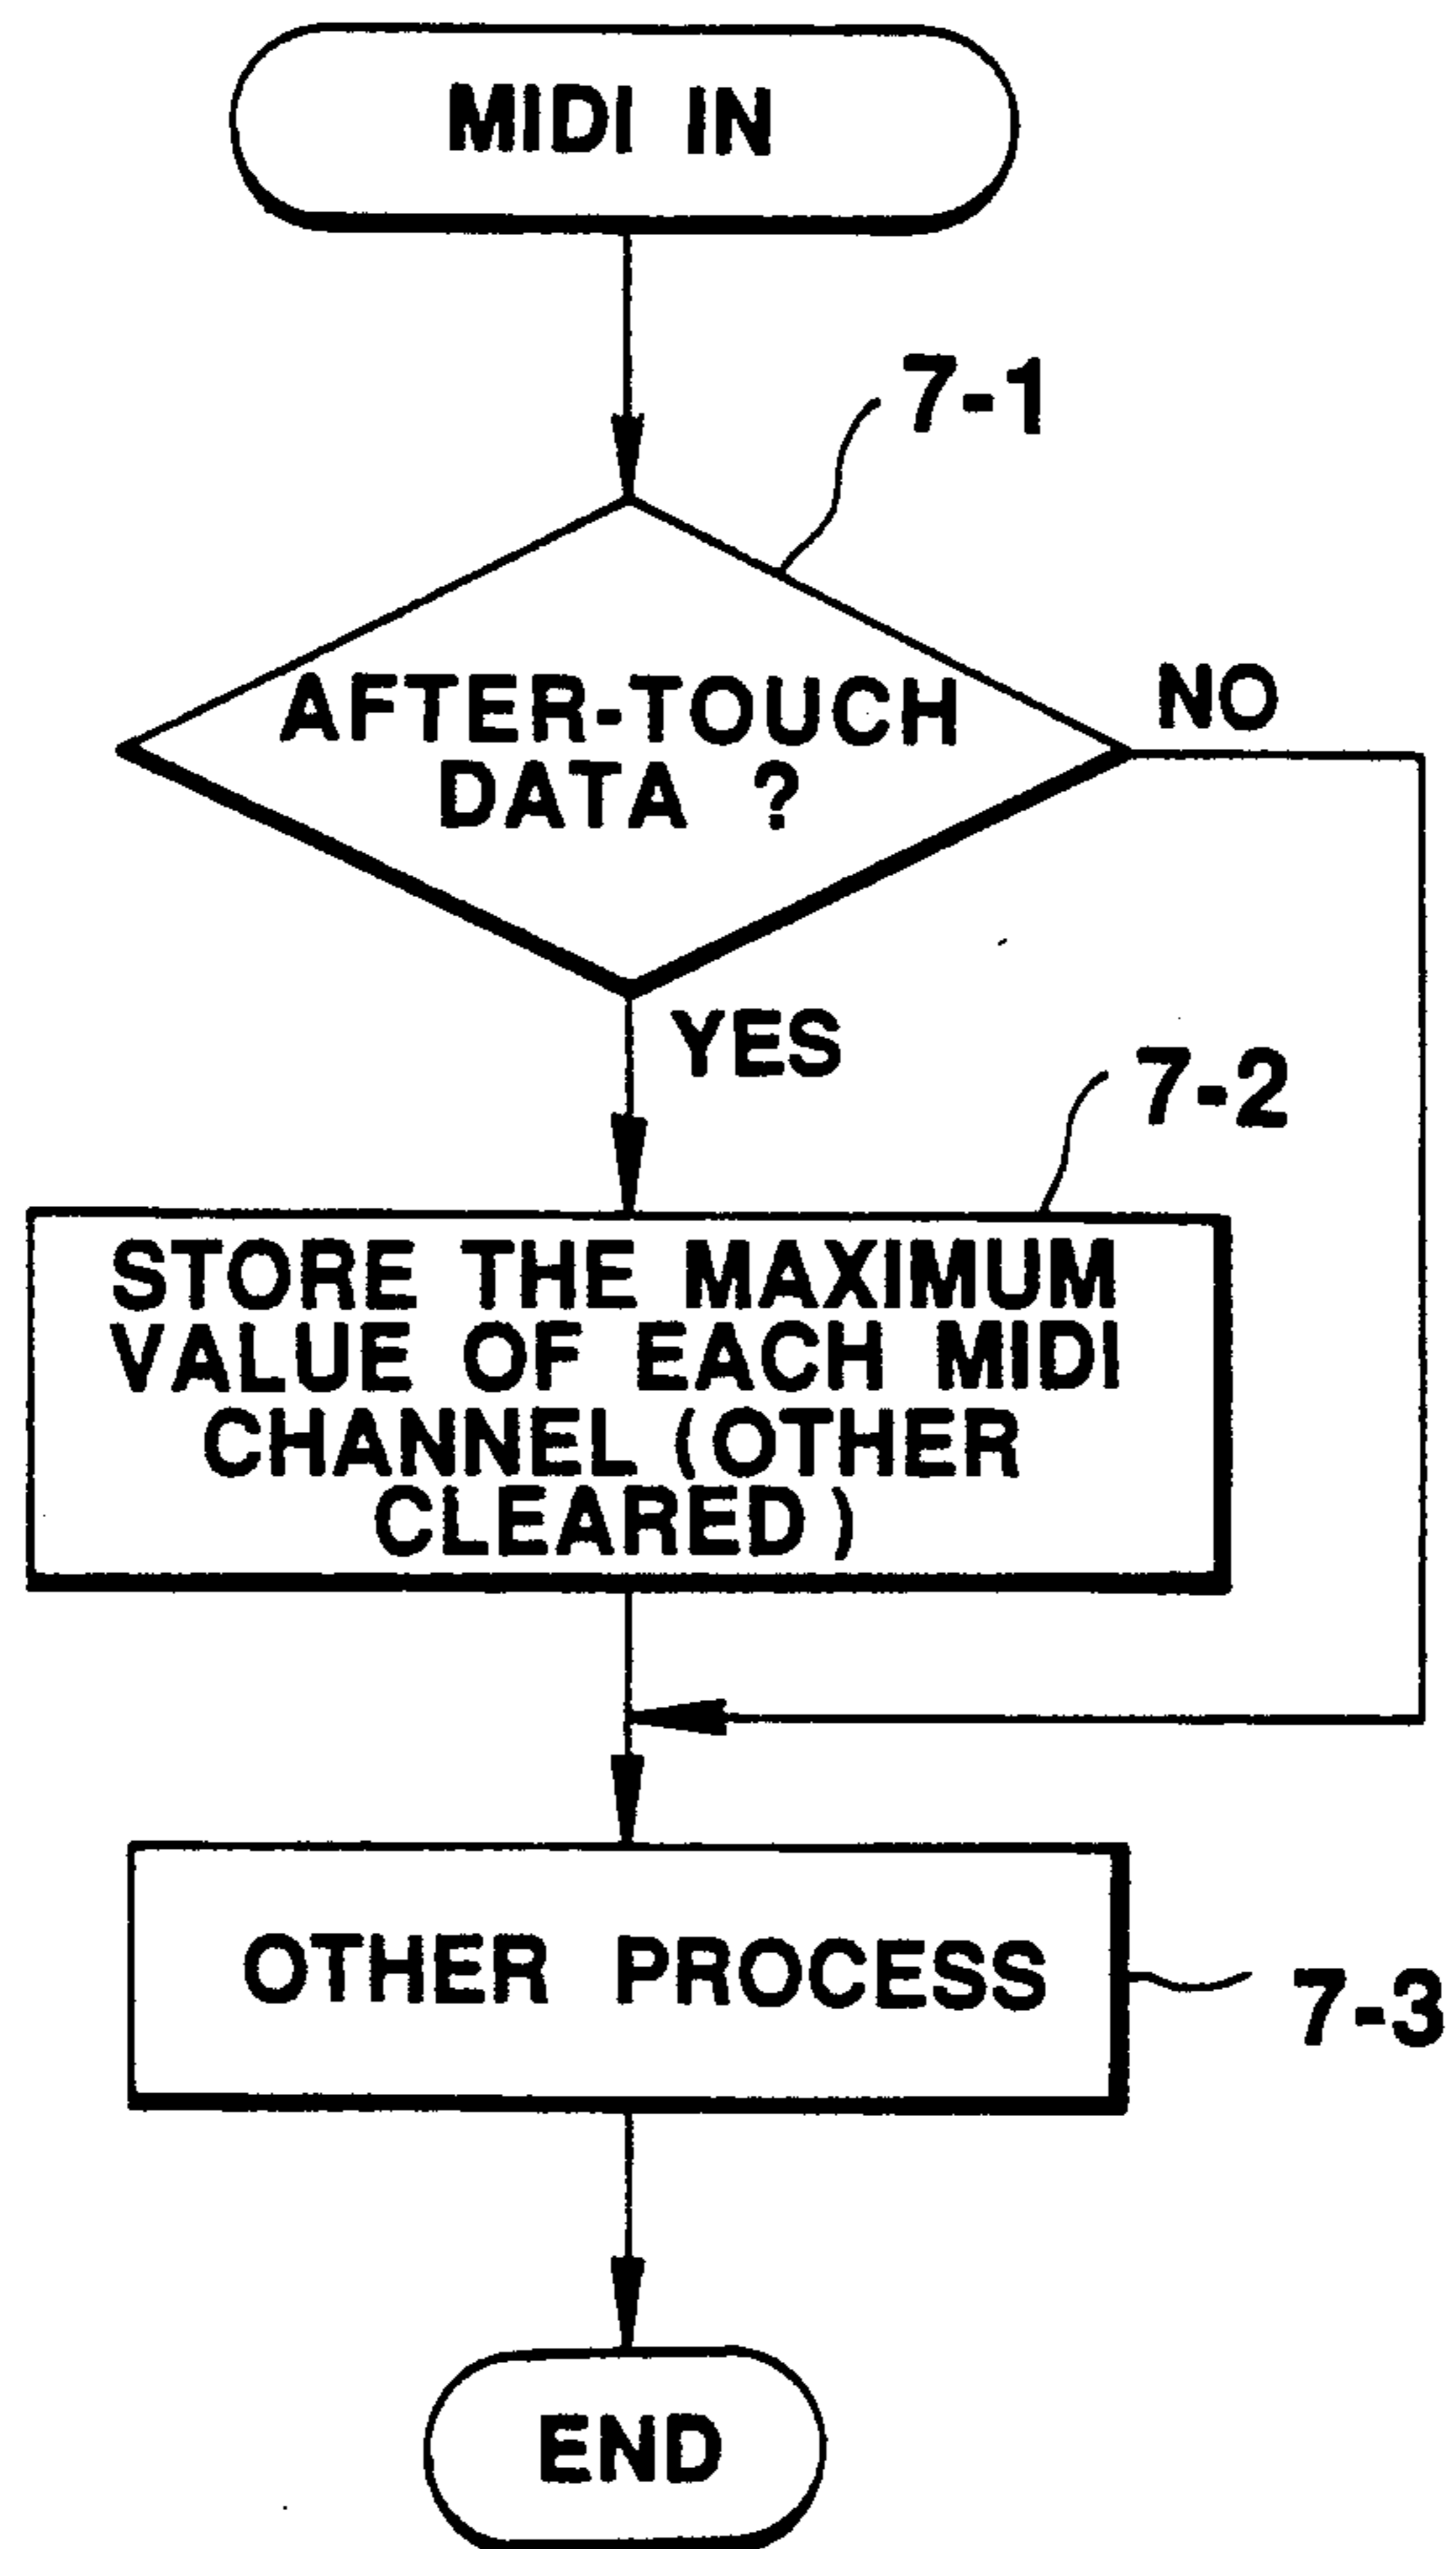 MIDI IN
7-1
AFTER-TOUCH
DATA ?
NO
YES
7-2
STORE THE MAXIMUM
VALUE OF EACH MIDI
CHANNEL (OTHER
CLEARED)
OTHER PROCESS
7-3
END